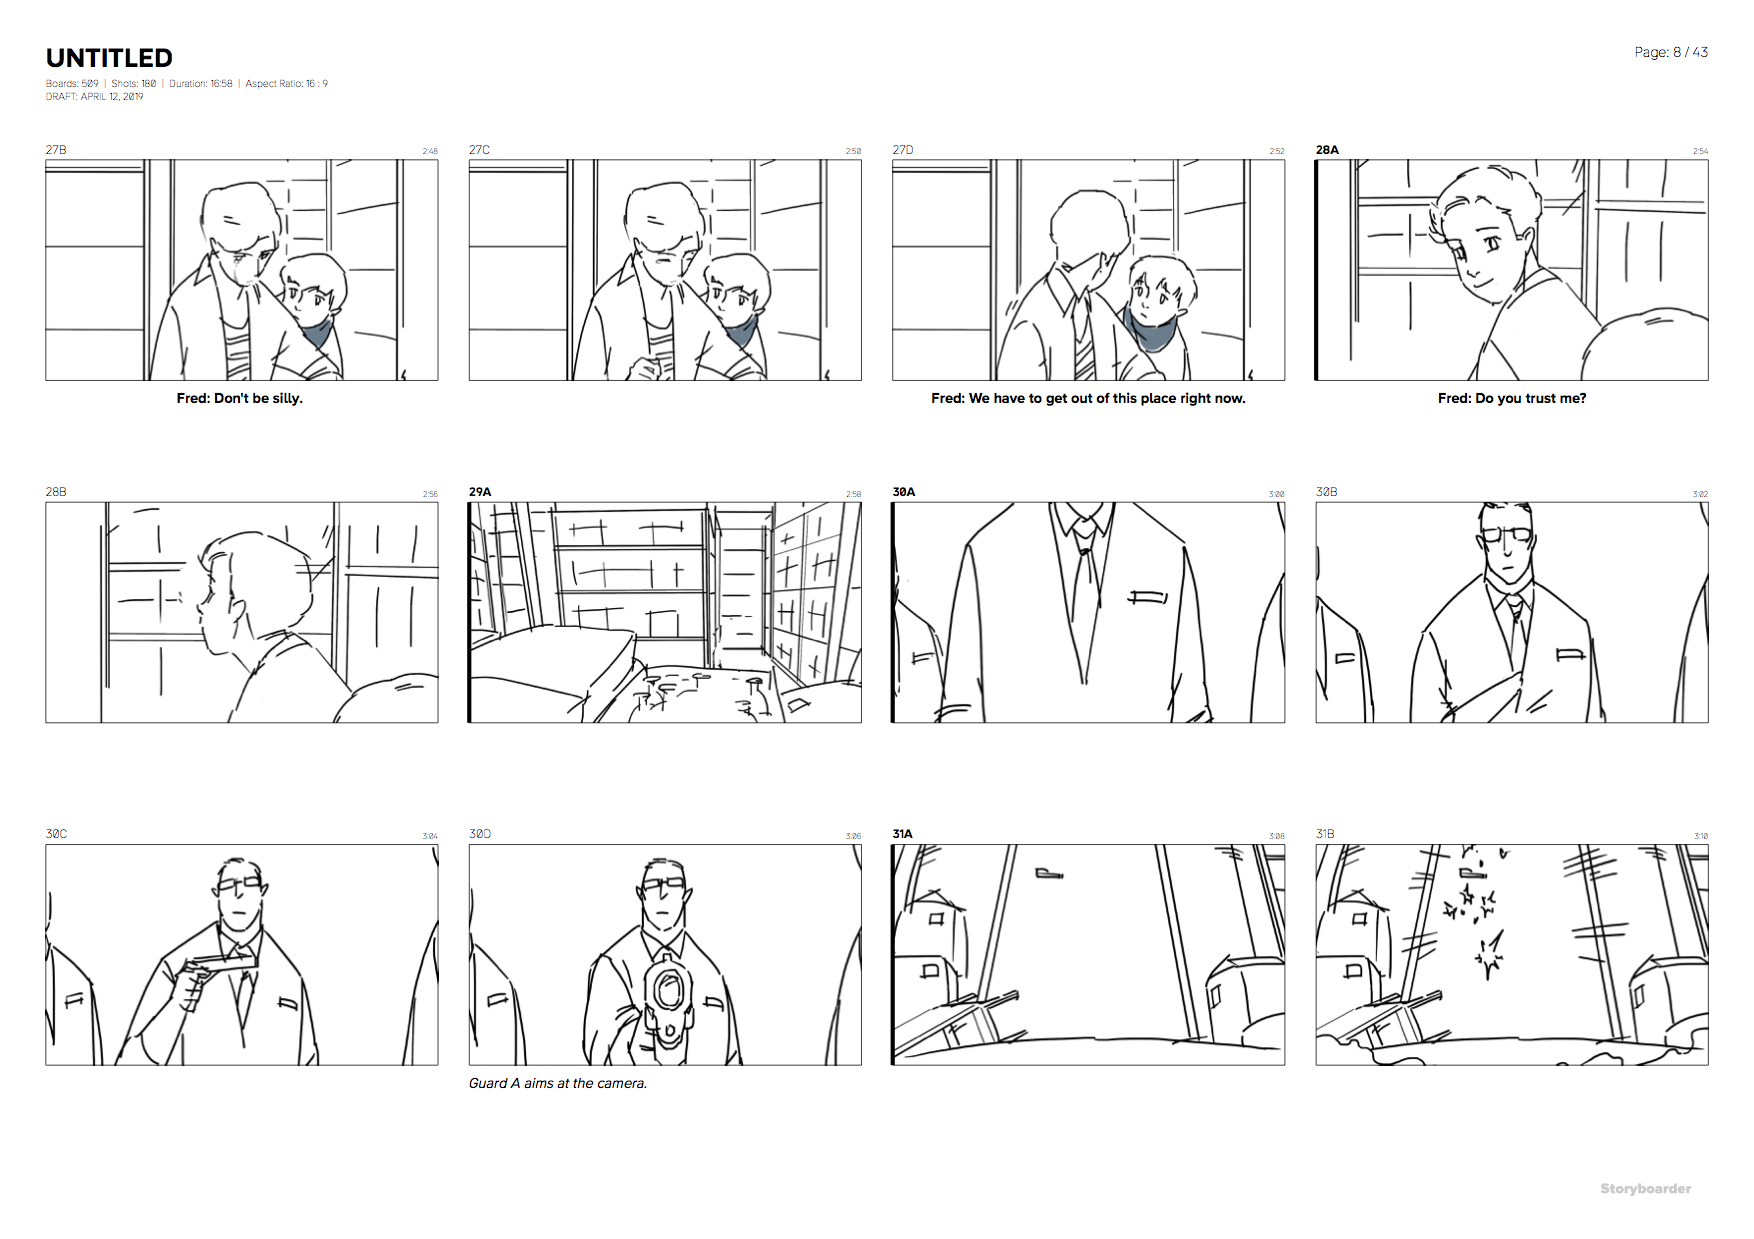 UNTITLED
Page: 8 / 43
Boards: 509 | Shots: 180 | Duration: 16:58 | Aspect Ratio: 16 : 9
DRAFT: APRIL 12, 2019
27B
2:48
27C
2:50
27D
2:52
28A
2:54
Fred: Don't be silly.
Fred: We have to get out of this place right now.
Fred: Do you trust me?
28B
2:56
29A
2:58
30A
3:00
30B
3:02
30C
3:04
30D
3:06
31A
3:08
31B
3:10
Guard A aims at the camera.
Storyboarder